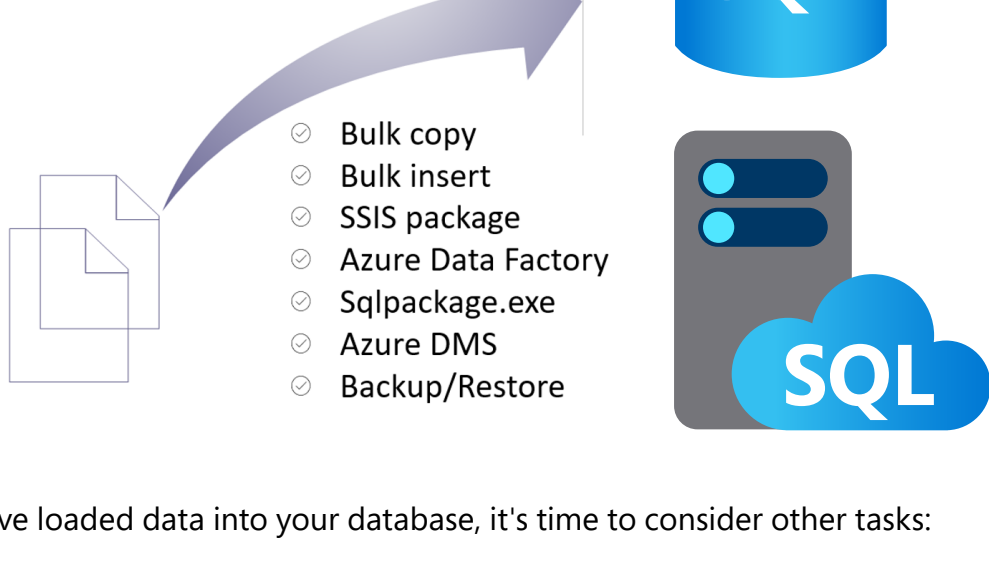 Bulk copy
Bulk insert
SSIS package
Azure Data Factory
Sqlpackage.exe
Azure DMS
Backup/Restore
SQL
ve loaded data into your database, it's time to consider other tasks: